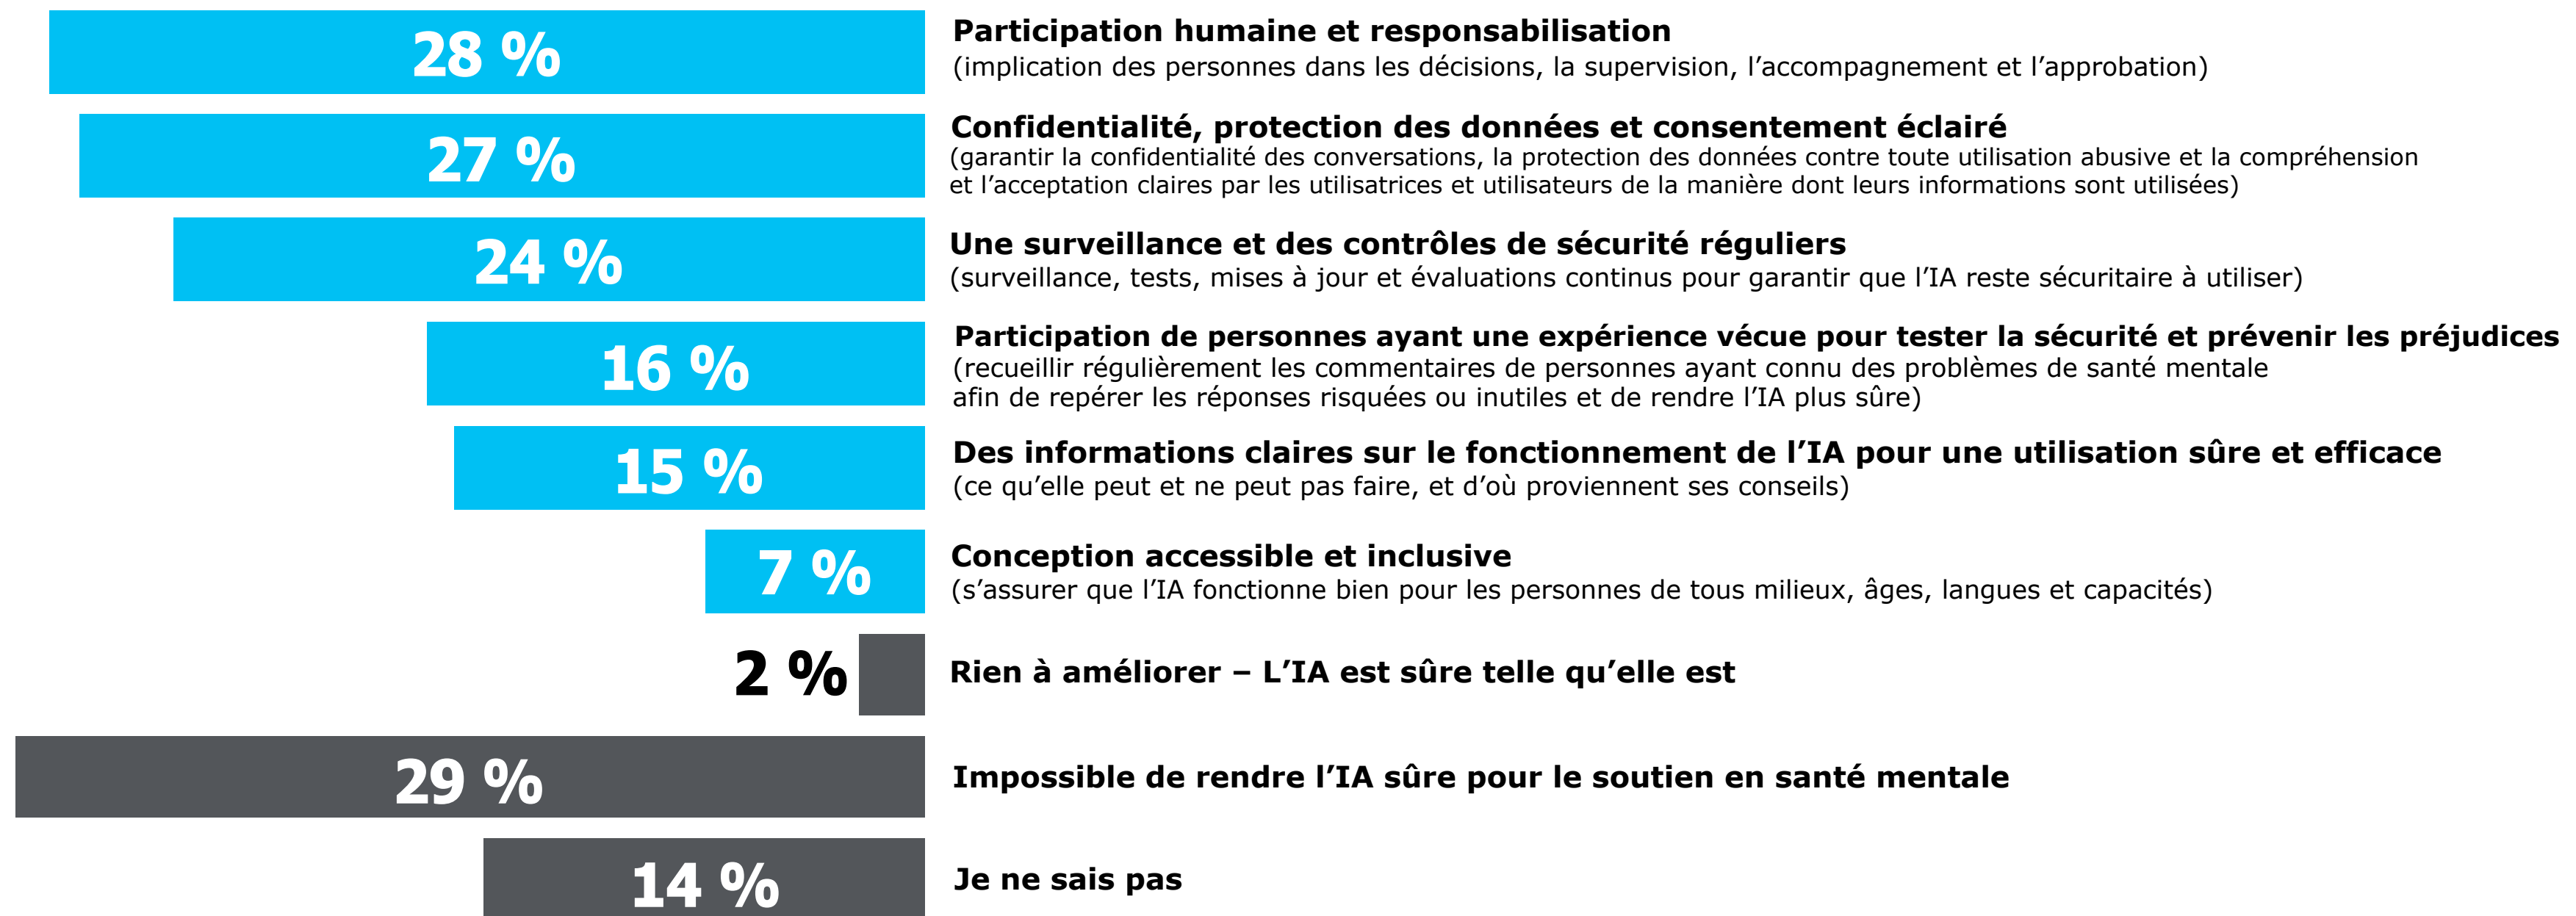 28 %
Participation humaine et responsabilisation
(implication des personnes dans les décisions, la supervision, l’accompagnement et l’approbation)
27 %
Confidentialité, protection des données et consentement éclairé
(garantir la confidentialité des conversations, la protection des données contre toute utilisation abusive et la compréhension
et l’acceptation claires par les utilisatrices et utilisateurs de la manière dont leurs informations sont utilisées)
24 %
Une surveillance et des contrôles de sécurité réguliers
(surveillance, tests, mises à jour et évaluations continus pour garantir que l’IA reste sécuritaire à utiliser)
16 %
Participation de personnes ayant une expérience vécue pour tester la sécurité et prévenir les préjudices
(recueillir régulièrement les commentaires de personnes ayant connu des problèmes de santé mentale
afin de repérer les réponses risquées ou inutiles et de rendre l’IA plus sûre)
15 %
Des informations claires sur le fonctionnement de l’IA pour une utilisation sûre et efficace
(ce qu’elle peut et ne peut pas faire, et d’où proviennent ses conseils)
7 %
Conception accessible et inclusive
(s’assurer que l’IA fonctionne bien pour les personnes de tous milieux, âges, langues et capacités)
2 %
Rien à améliorer – L’IA est sûre telle qu’elle est
29 %
Impossible de rendre l’IA sûre pour le soutien en santé mentale
14 %
Je ne sais pas